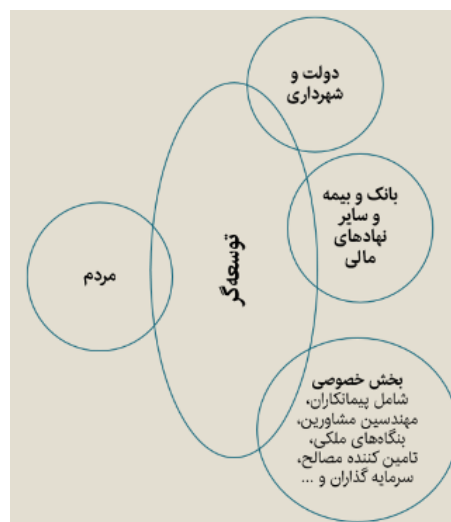 دولت و
شهرداری
بانک و بیمه
و سایر
نهادهای
مالی
توسعه‌گر
مردم
بخش خصوصی
شامل پیمانکاران،
مهندسین مشاورین،
بنگاه‌های ملکی،
تامین کننده مصالح،
سرمایه گذاران و ...